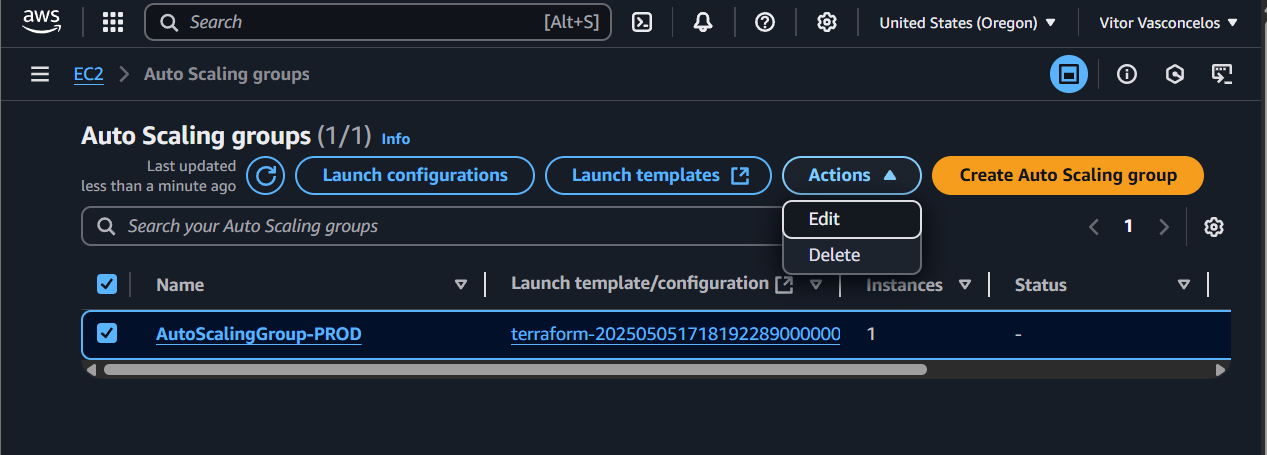 aws Search [Alt+S] United States (Oregon) Vitor Vasconcelos
EC2 Auto Scaling groups
Auto Scaling groups (1/1) Info
Last updated
less than a minute ago
Launch configurations
Launch templates
Actions
Create Auto Scaling group
Search your Auto Scaling groups
Edit
Delete
1
Name Launch template/configuration Instances Status
AutoScalingGroup-PROD terraform-20250505171819228900000​0 1 -